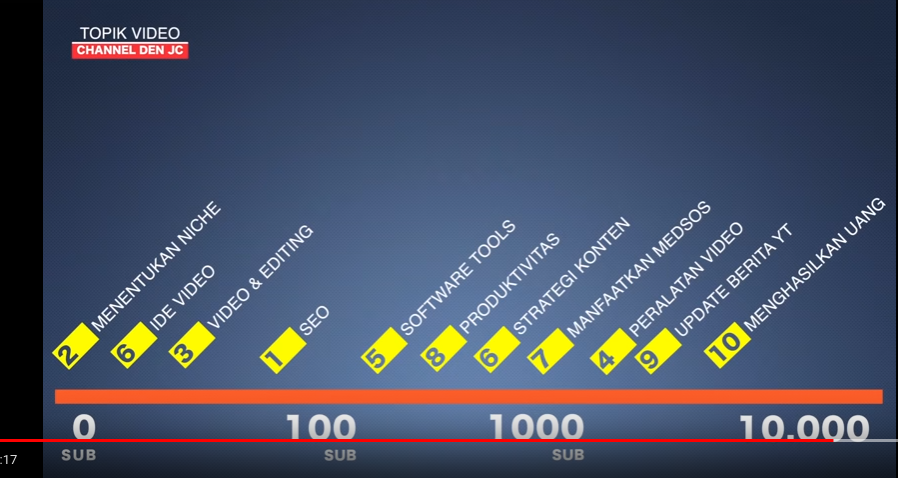 TOPIK VIDEO
CHANNEL DEN JC
2 MENENTUKAN NICHE
6 IDE VIDEO
3 VIDEO & EDITING
1 SEO
5 SOFTWARE TOOLS
8 PRODUKTIVITAS
6 STRATEGI KONTEN
7 MANFAATKAN MEDSOS
4 PERALATAN VIDEO
9 UPDATE BERITA YT
10 MENGHASILKAN UANG
0 100 1000 10.000
SUB SUB SUB
:17